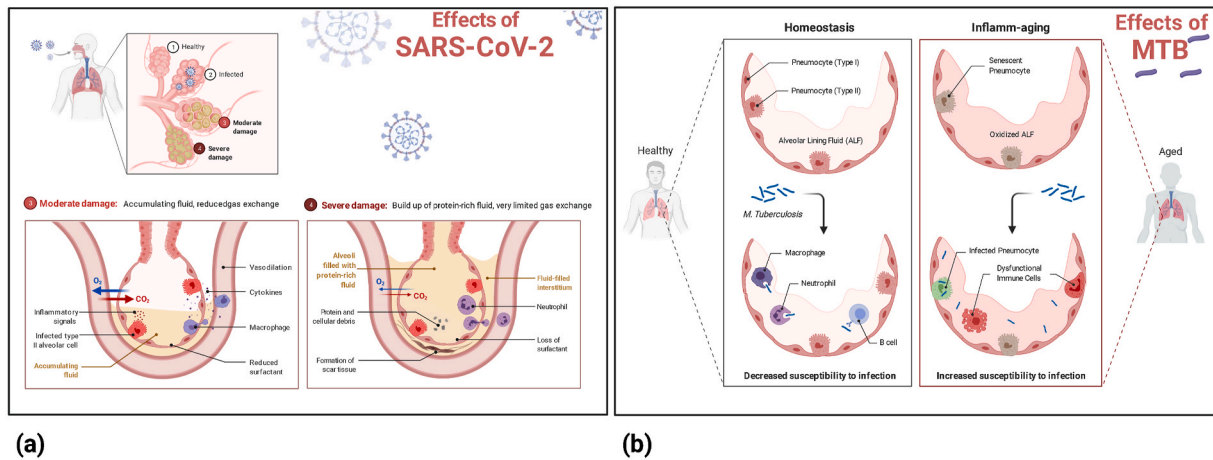 Effects of
SARS-CoV-2
1 Healthy
2 Infected
3 Moderate
damage
4 Severe
damage
3 Moderate damage: Accumulating fluid, reducedgas exchange
O₂
CO₂
Inflammatory
signals
Infected type
II alveolar cell
Accumulating
fluid
Vasodilation
Cytokines
Macrophage
Reduced
surfactant
4 Severe damage: Build up of protein-rich fluid, very limited gas exchange
Alveoli
filled with
protein-rich
fluid
O₂
CO₂
Protein and
cellular debris
Formation of
scar tissue
Fluid-filled
interstitium
Neutrophil
Loss of
surfactant
(a)
Effects of
MTB
Homeostasis
Pneumocyte (Type I)
Pneumocyte (Type II)
Alveolar Lining Fluid (ALF)
Healthy
M. Tuberculosis
Macrophage
Neutrophil
B cell
Decreased susceptibility to infection
Inflamm-aging
Senescent
Pneumocyte
Oxidized ALF
Aged
Infected Pneumocyte
Dysfunctional
Immune Cells
Increased susceptibility to infection
(b)